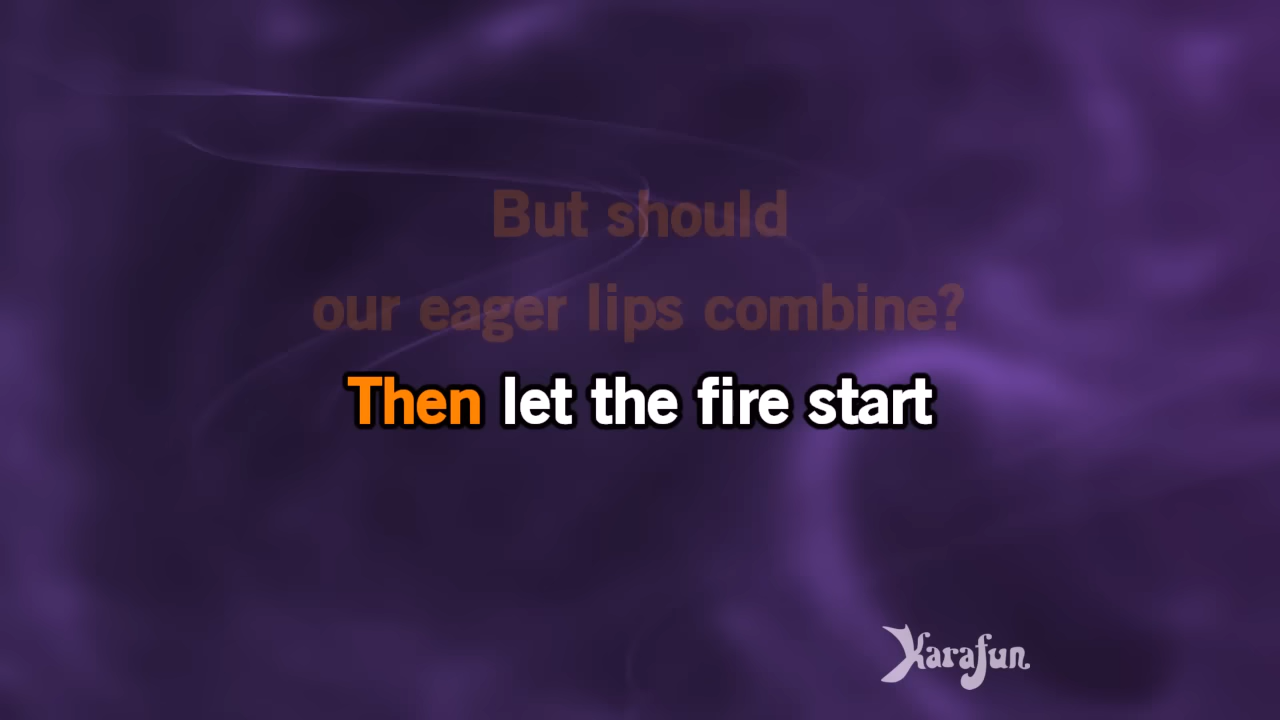 But should
our eager lips combine?
Then let the fire start
Karafun